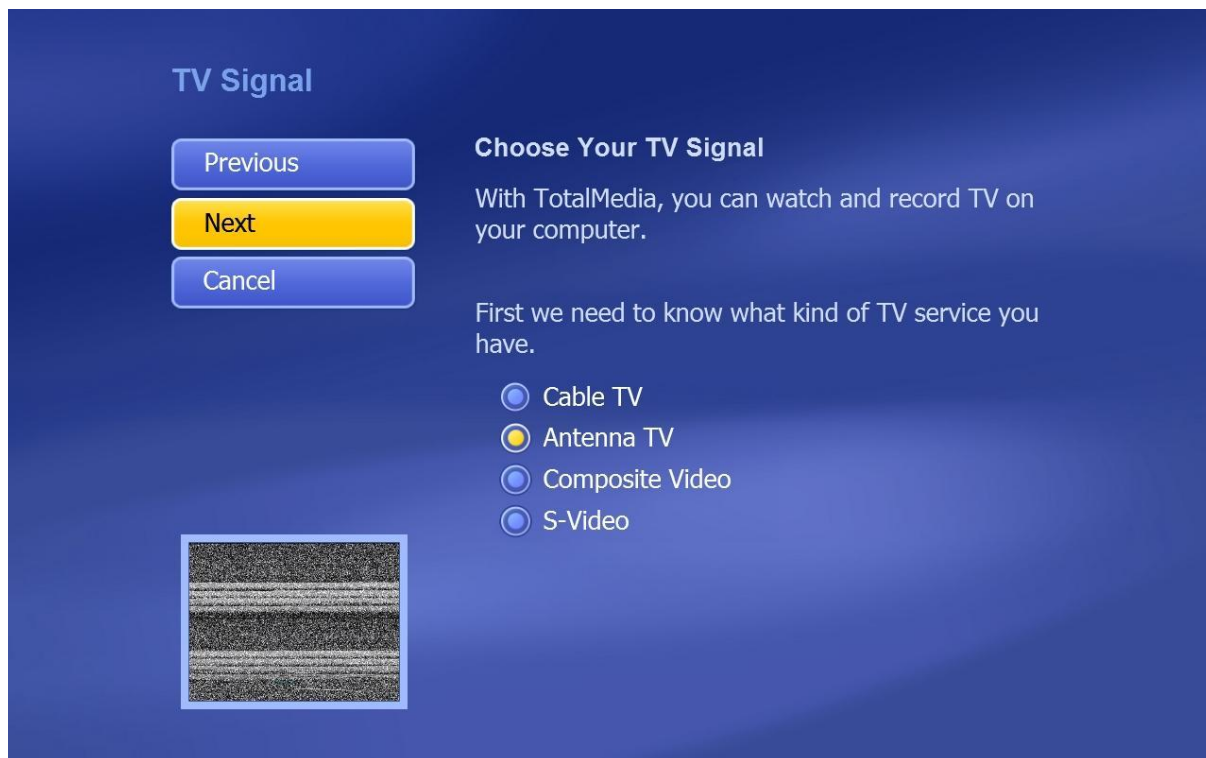 TV Signal
Previous
Next
Cancel
Choose Your TV Signal
With TotalMedia, you can watch and record TV on
your computer.
First we need to know what kind of TV service you
have.
Cable TV
Antenna TV
Composite Video
S-Video